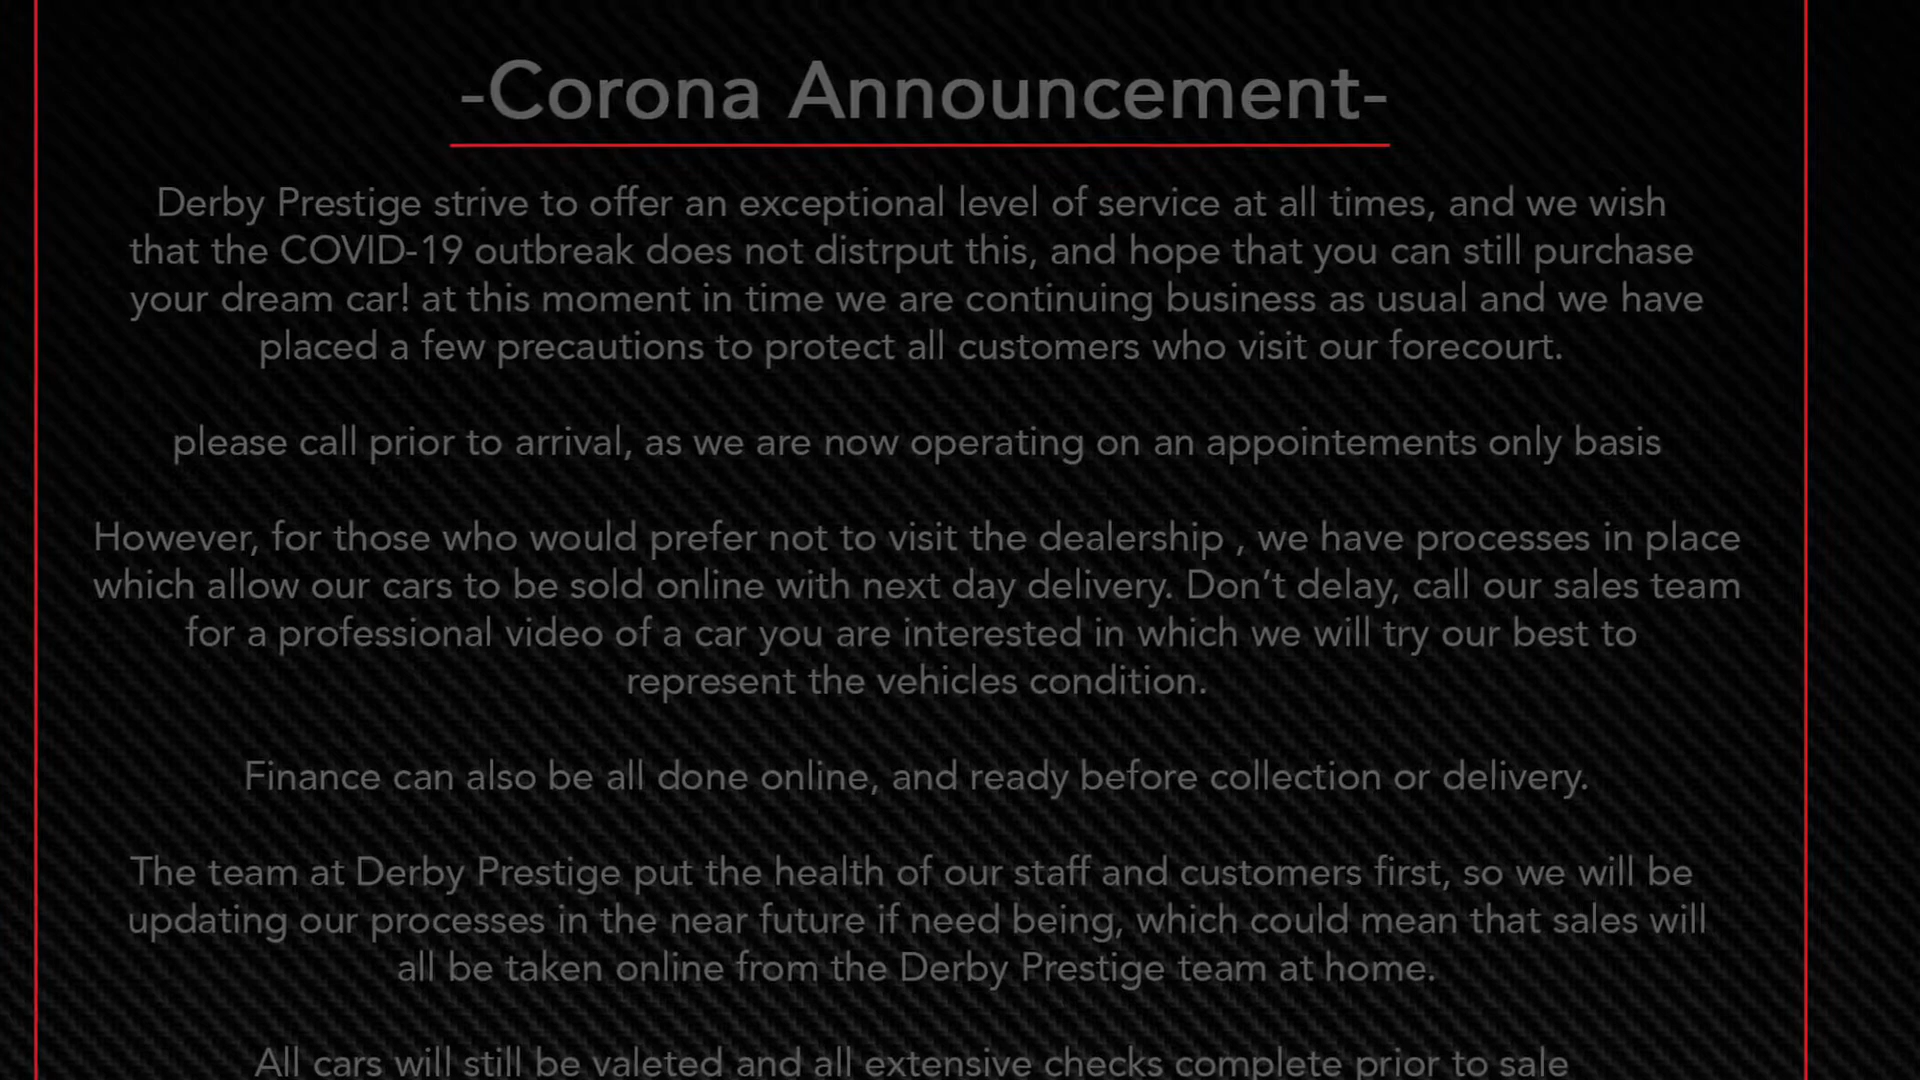 -Corona Announcement-
Derby Prestige strive to offer an exceptional level of service at all times, and we wish
that the COVID-19 outbreak does not distrput this, and hope that you can still purchase
your dream car! at this moment in time we are continuing business as usual and we have
placed a few precautions to protect all customers who visit our forecourt.
please call prior to arrival, as we are now operating on an appointements only basis
However, for those who would prefer not to visit the dealership , we have processes in place
which allow our cars to be sold online with next day delivery. Don’t delay, call our sales team
for a professional video of a car you are interested in which we will try our best to
represent the vehicles condition.
Finance can also be all done online, and ready before collection or delivery.
The team at Derby Prestige put the health of our staff and customers first, so we will be
updating our processes in the near future if need being, which could mean that sales will
all be taken online from the Derby Prestige team at home.
All cars will still be valeted and all extensive checks complete prior to sale